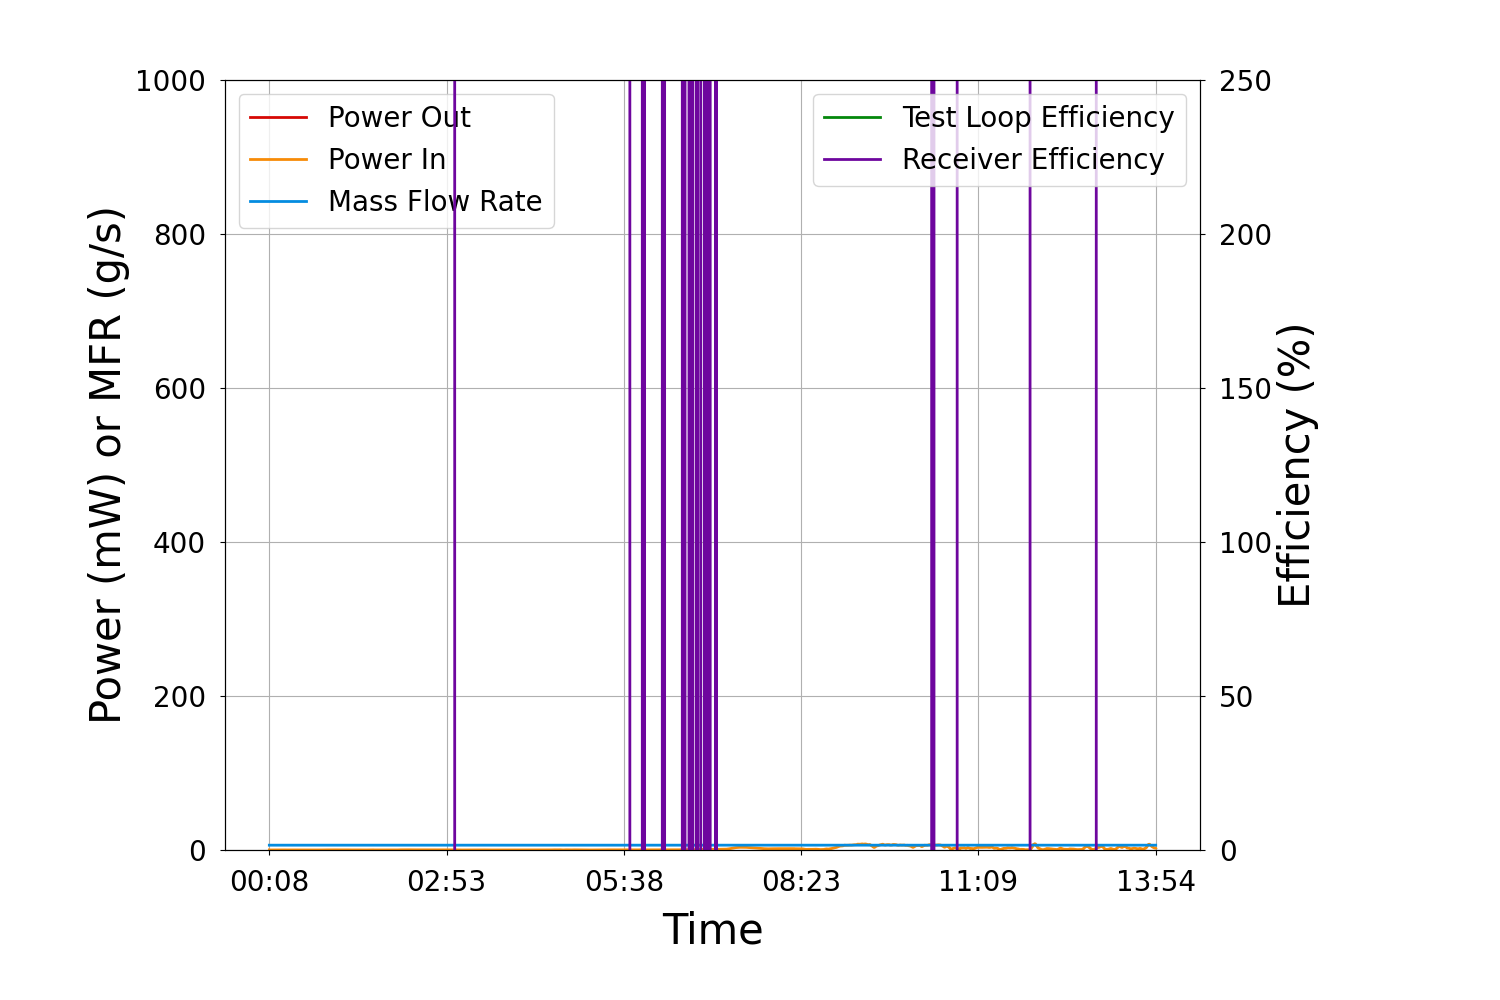 1000
800
600
400
200
0
Power (mW) or MFR (g/s)
Power Out
Power In
Mass Flow Rate
Test Loop Efficiency
Receiver Efficiency
250
200
150
100
50
0
Efficiency (%)
00:08 02:53 05:38 08:23 11:09 13:54
Time